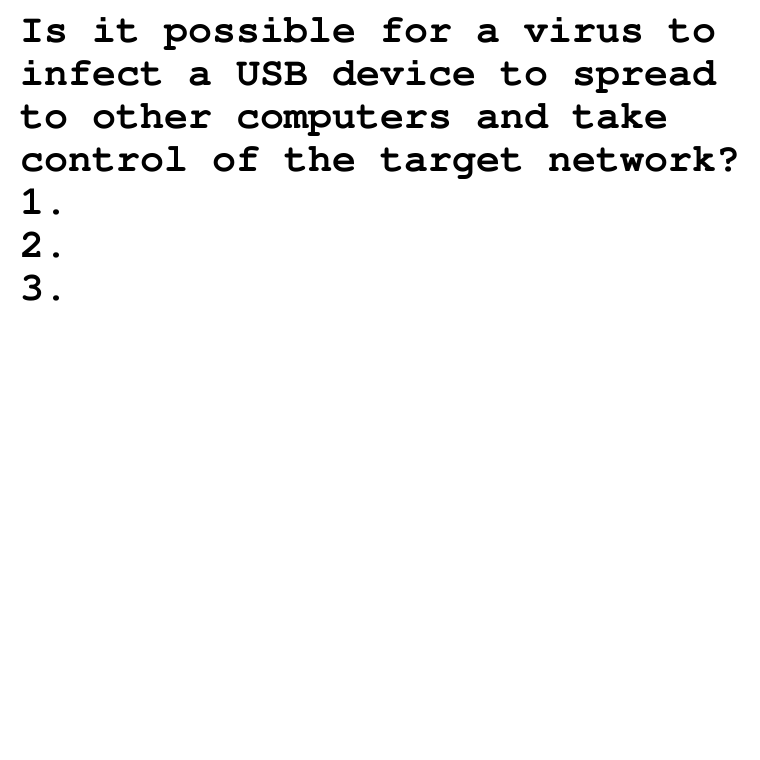 Is it possible for a virus to
infect a USB device to spread
to other computers and take
control of the target network?
1.
2.
3.